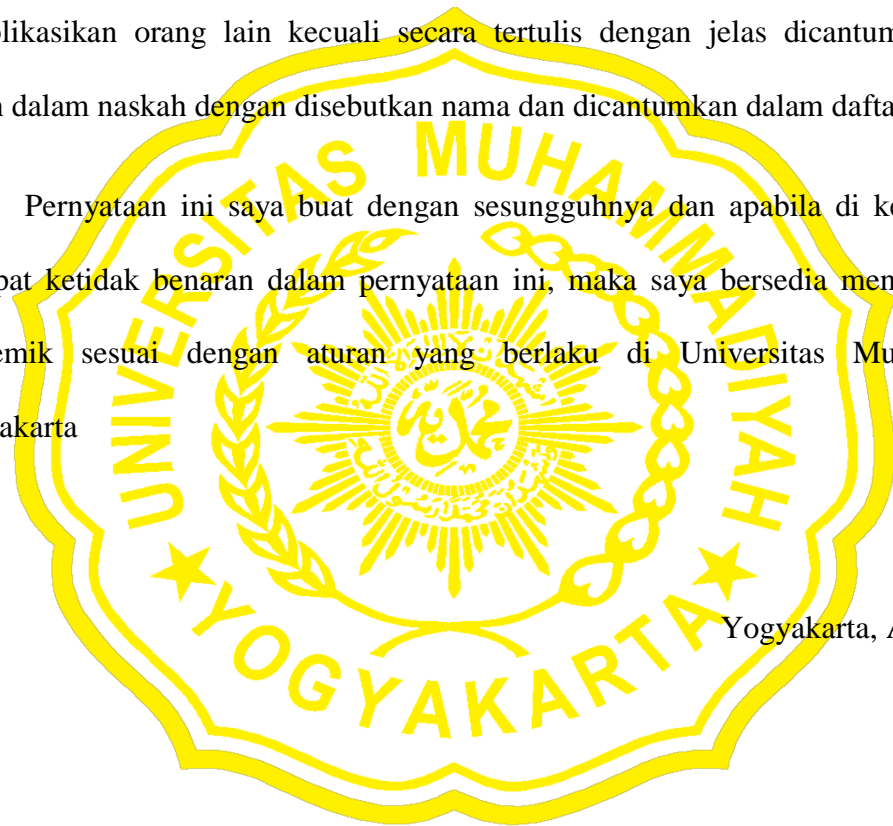 likasikan orang lain kecuali secara tertulis dengan jelas dicantum
dalam naskah dengan disebutkan nama dan dicantumkan dalam dafta
Pernyataan ini saya buat dengan sesungguhnya dan apabila di ke
pat ketidak benaran dalam pernyataan ini, maka saya bersedia men
emik sesuai dengan aturan yang berlaku di Universitas Mu
akarta
Yogyakarta, A
UNIVERSITAS MUHAMMADIYAH
YOGYAKARTA